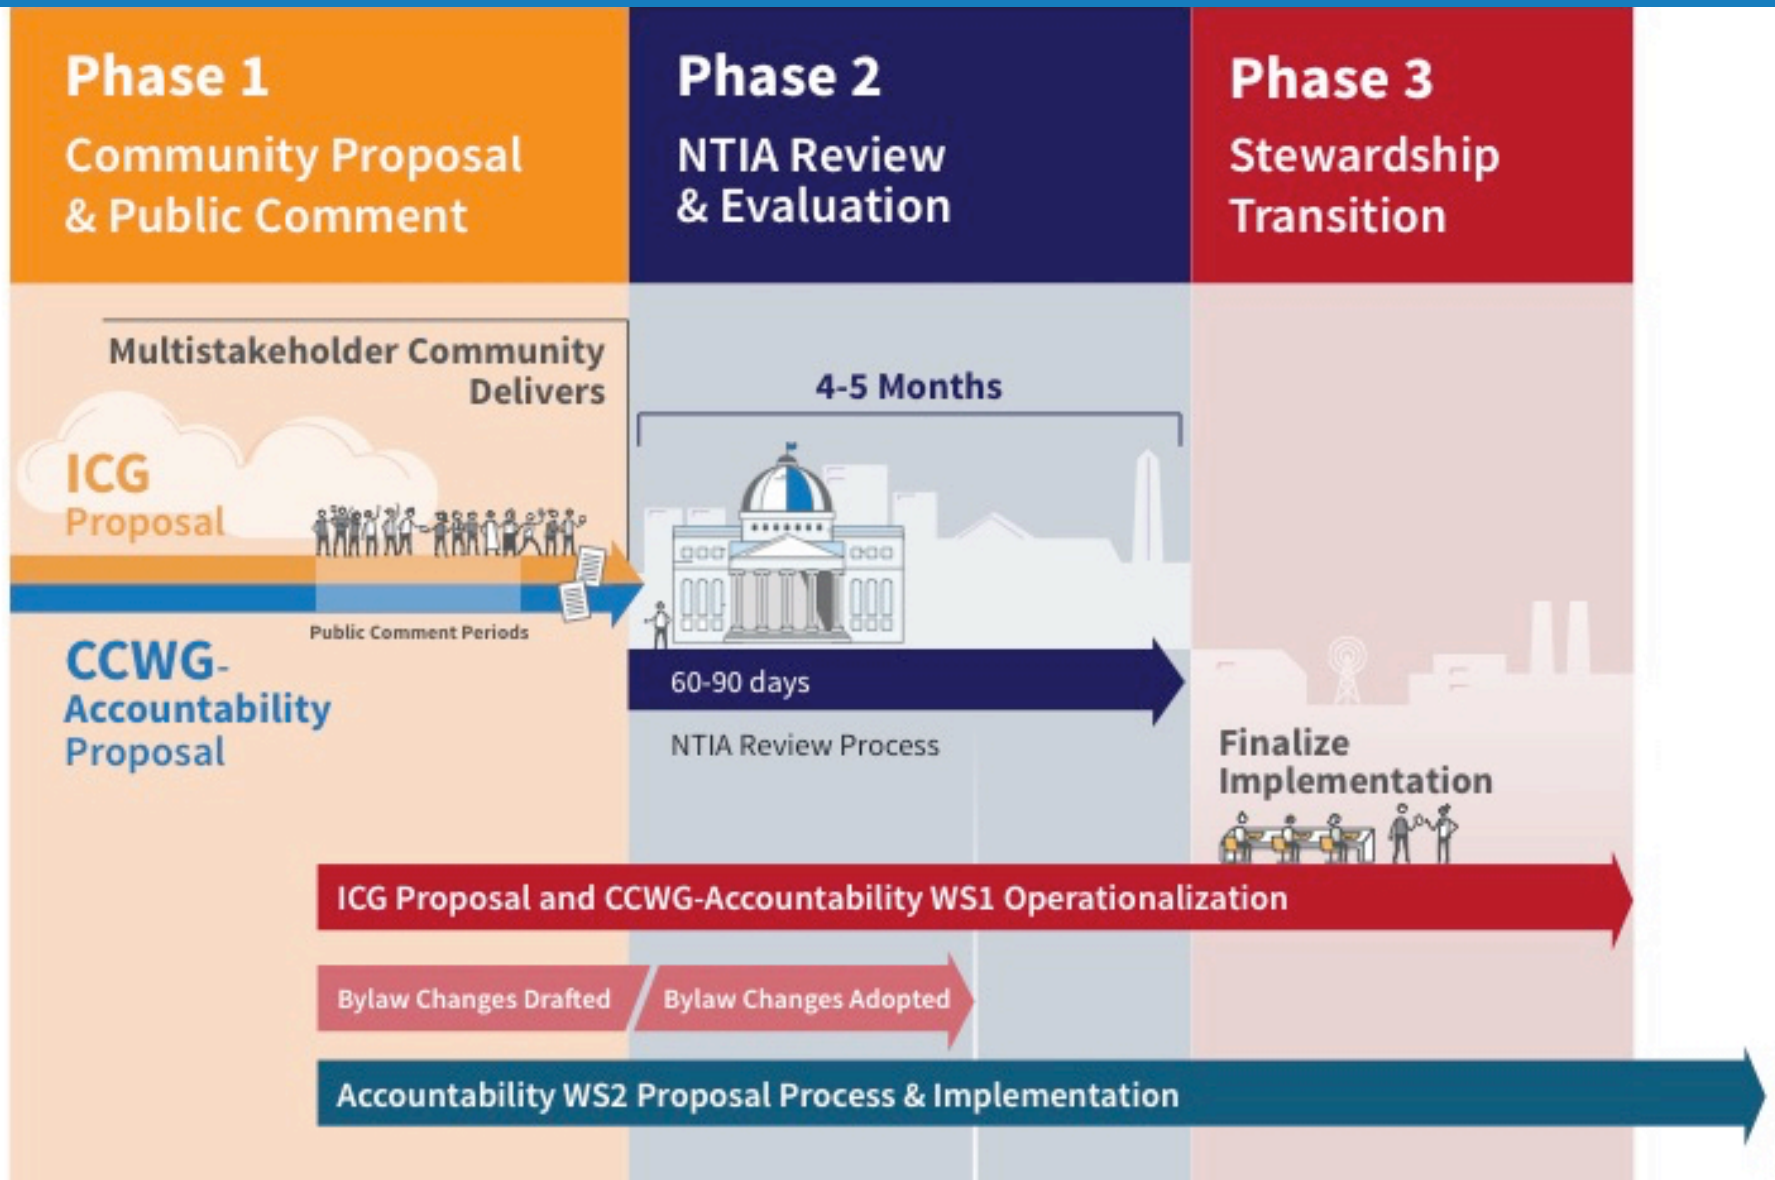 Phase 1
Community Proposal
& Public Comment
Phase 2
NTIA Review
& Evaluation
Phase 3
Stewardship
Transition
Multistakeholder Community
Delivers
ICG
Proposal
Public Comment Periods
CCWG-
Accountability
Proposal
4-5 Months
60-90 days
NTIA Review Process
Finalize
Implementation
ICG Proposal and CCWG-Accountability WS1 Operationalization
Bylaw Changes Drafted
Bylaw Changes Adopted
Accountability WS2 Proposal Process & Implementation